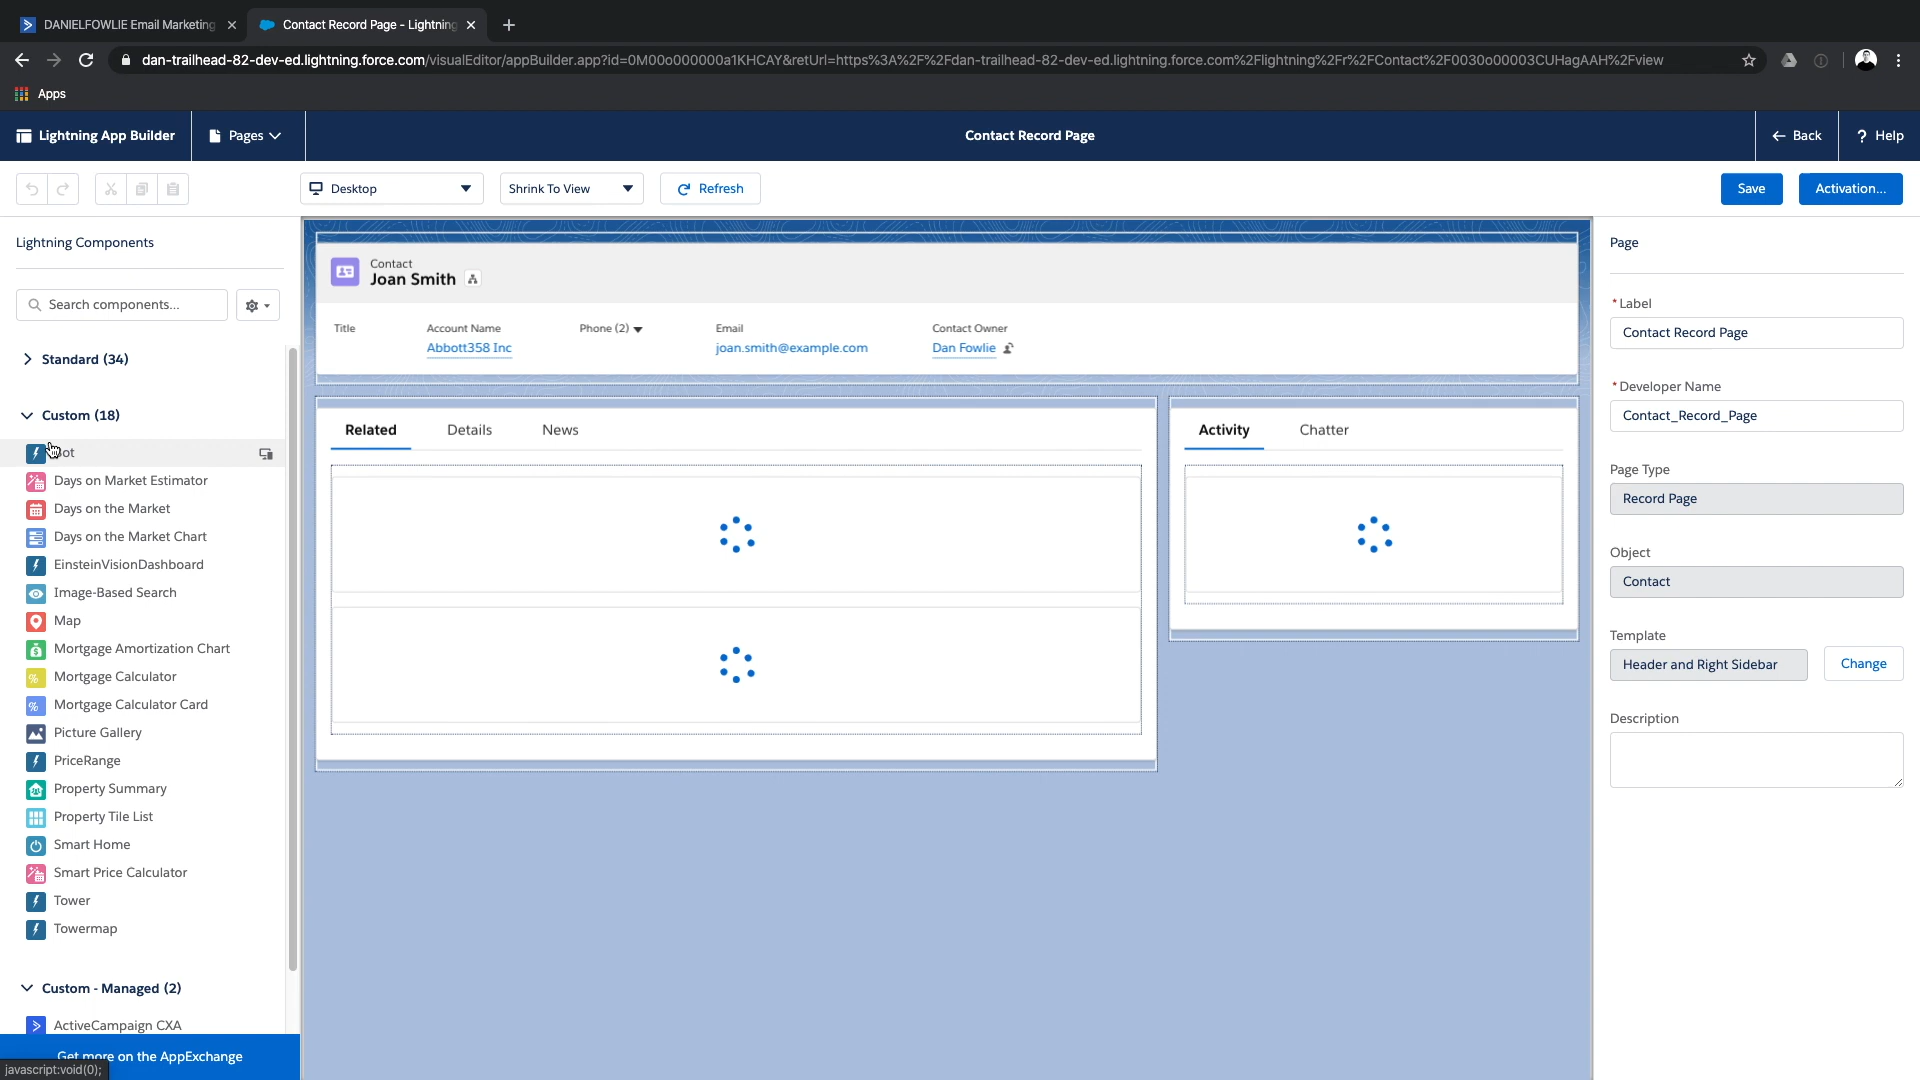 DANIELFOWLIE Email Marketing
Contact Record Page - Lightning
dan-trailhead-82-dev-ed.lightning.force.com/visualEditor/appBuilder.app?id=0M00o000000a1KHCAY&retUrl=https%3A%2F%2Fdan-trailhead-82-dev-ed.lightning.force.com%2Flightning%2Fr%2FContact%2F0030o00003CUHagAAH%2Fview
Apps
Lightning App Builder
Pages
Contact Record Page
Back
? Help
Desktop
Shrink To View
Refresh
Save
Activation...
Lightning Components
Search components...
Standard (34)
Custom (18)
Days on Market Estimator
Days on the Market
Days on the Market Chart
EinsteinVisionDashboard
Image-Based Search
Map
Mortgage Amortization Chart
Mortgage Calculator
Mortgage Calculator Card
Picture Gallery
PriceRange
Property Summary
Property Tile List
Smart Home
Smart Price Calculator
Tower
Towermap
Custom - Managed (2)
ActiveCampaign CXA
Get more on the AppExchange
javascript:void(0);
Contact
Joan Smith
Title
Account Name
Phone (2)
Email
Contact Owner
Abbott358 Inc
joan.smith@example.com
Dan Fowlie
Related
Details
News
Activity
Chatter
Page
* Label
Contact Record Page
* Developer Name
Contact_Record_Page
Page Type
Record Page
Object
Contact
Template
Header and Right Sidebar
Change
Description